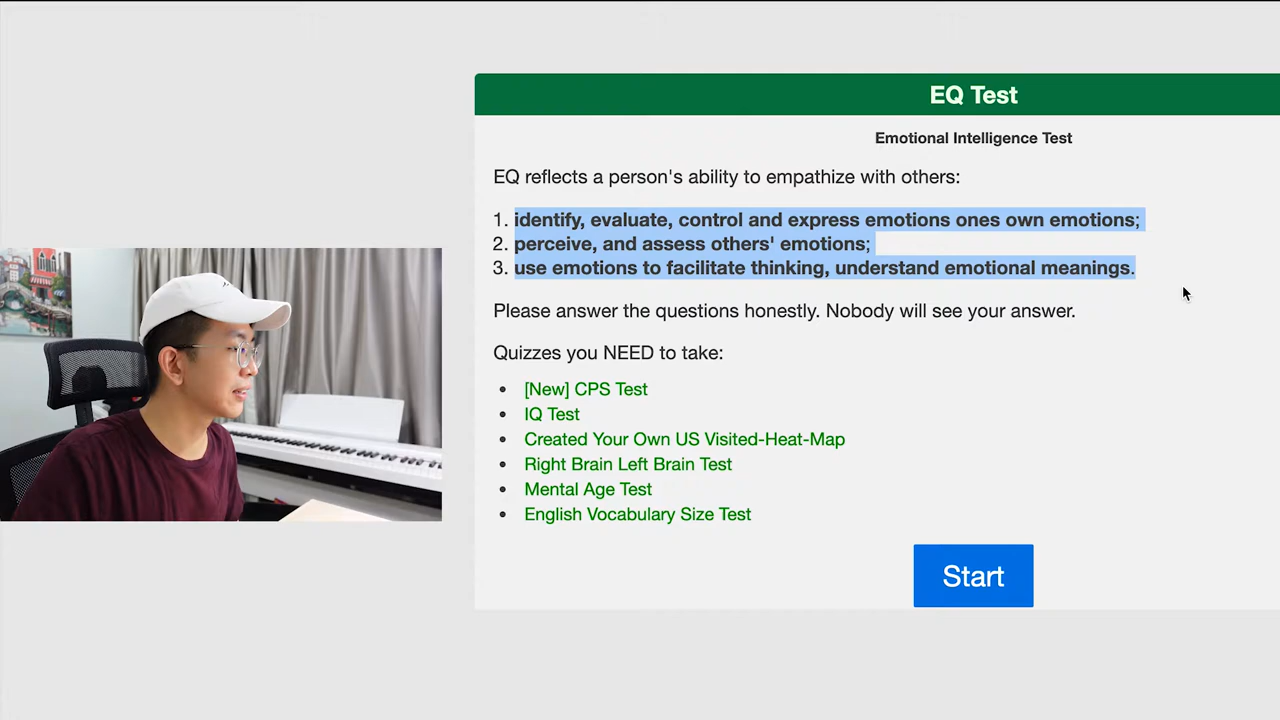 EQ Test
Emotional Intelligence Test
EQ reflects a person's ability to empathize with others:
1. identify, evaluate, control and express emotions ones own emotions;
2. perceive, and assess others' emotions;
3. use emotions to facilitate thinking, understand emotional meanings.
Please answer the questions honestly. Nobody will see your answer.
Quizzes you NEED to take:
• [New] CPS Test
• IQ Test
• Created Your Own US Visited-Heat-Map
• Right Brain Left Brain Test
• Mental Age Test
• English Vocabulary Size Test
Start